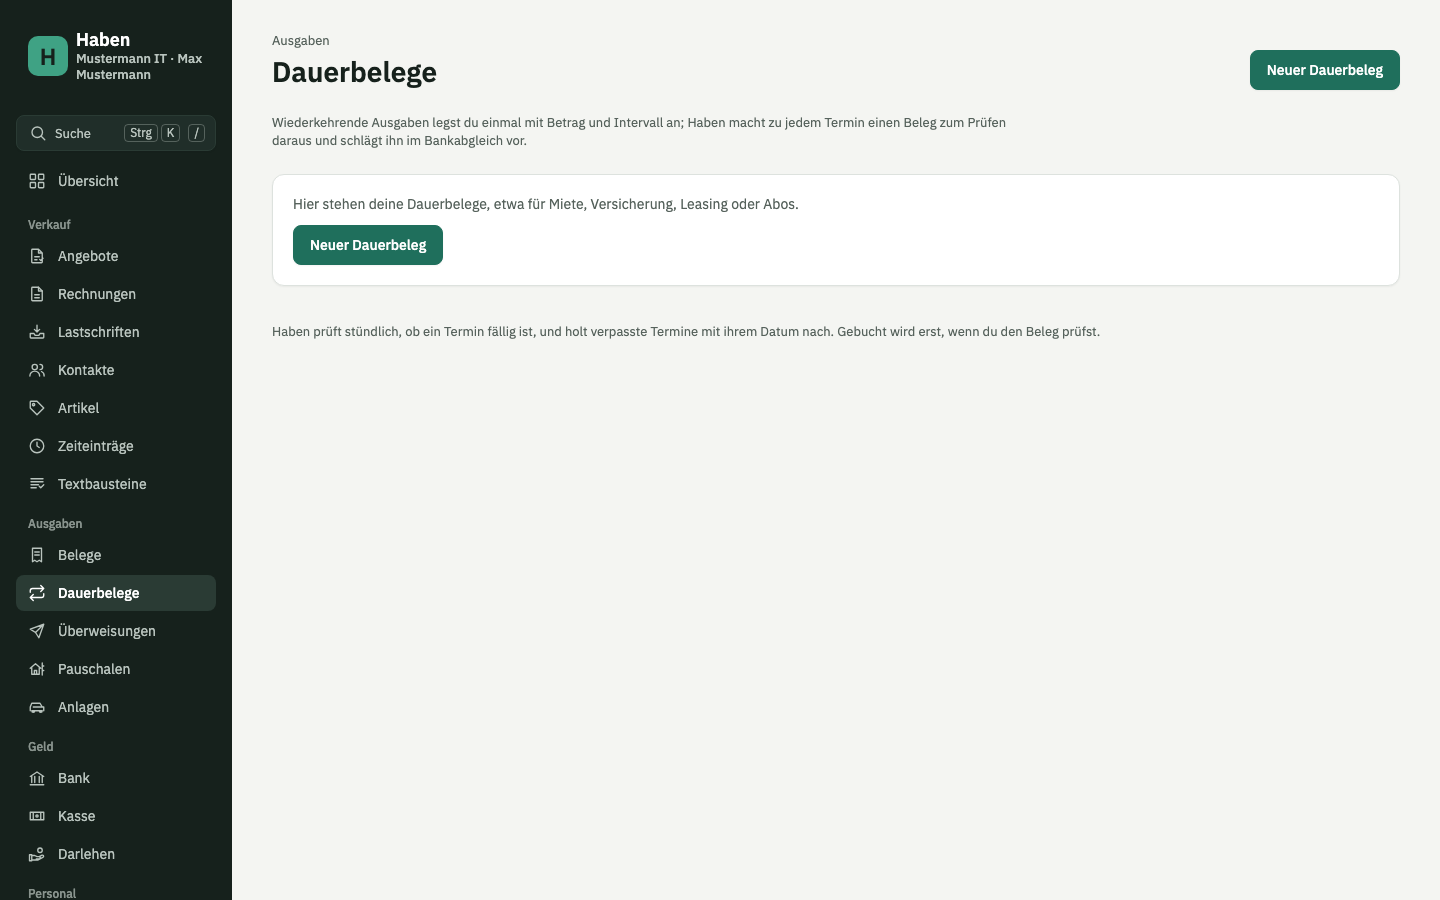 H
Haben
Mustermann IT · Max
Mustermann
Suche Strg K /
Übersicht
Verkauf
Angebote
Rechnungen
Lastschriften
Kontakte
Artikel
Zeiteinträge
Textbausteine
Ausgaben
Belege
Dauerbelege
Überweisungen
Pauschalen
Anlagen
Geld
Bank
Kasse
Darlehen
Personal
Ausgaben
Dauerbelege
Neuer Dauerbeleg
Wiederkehrende Ausgaben legst du einmal mit Betrag und Intervall an; Haben macht zu jedem Termin einen Beleg zum Prüfen
daraus und schlägt ihn im Bankabgleich vor.
Hier stehen deine Dauerbelege, etwa für Miete, Versicherung, Leasing oder Abos.
Neuer Dauerbeleg
Haben prüft stündlich, ob ein Termin fällig ist, und holt verpasste Termine mit ihrem Datum nach. Gebucht wird erst, wenn du den Beleg prüfst.